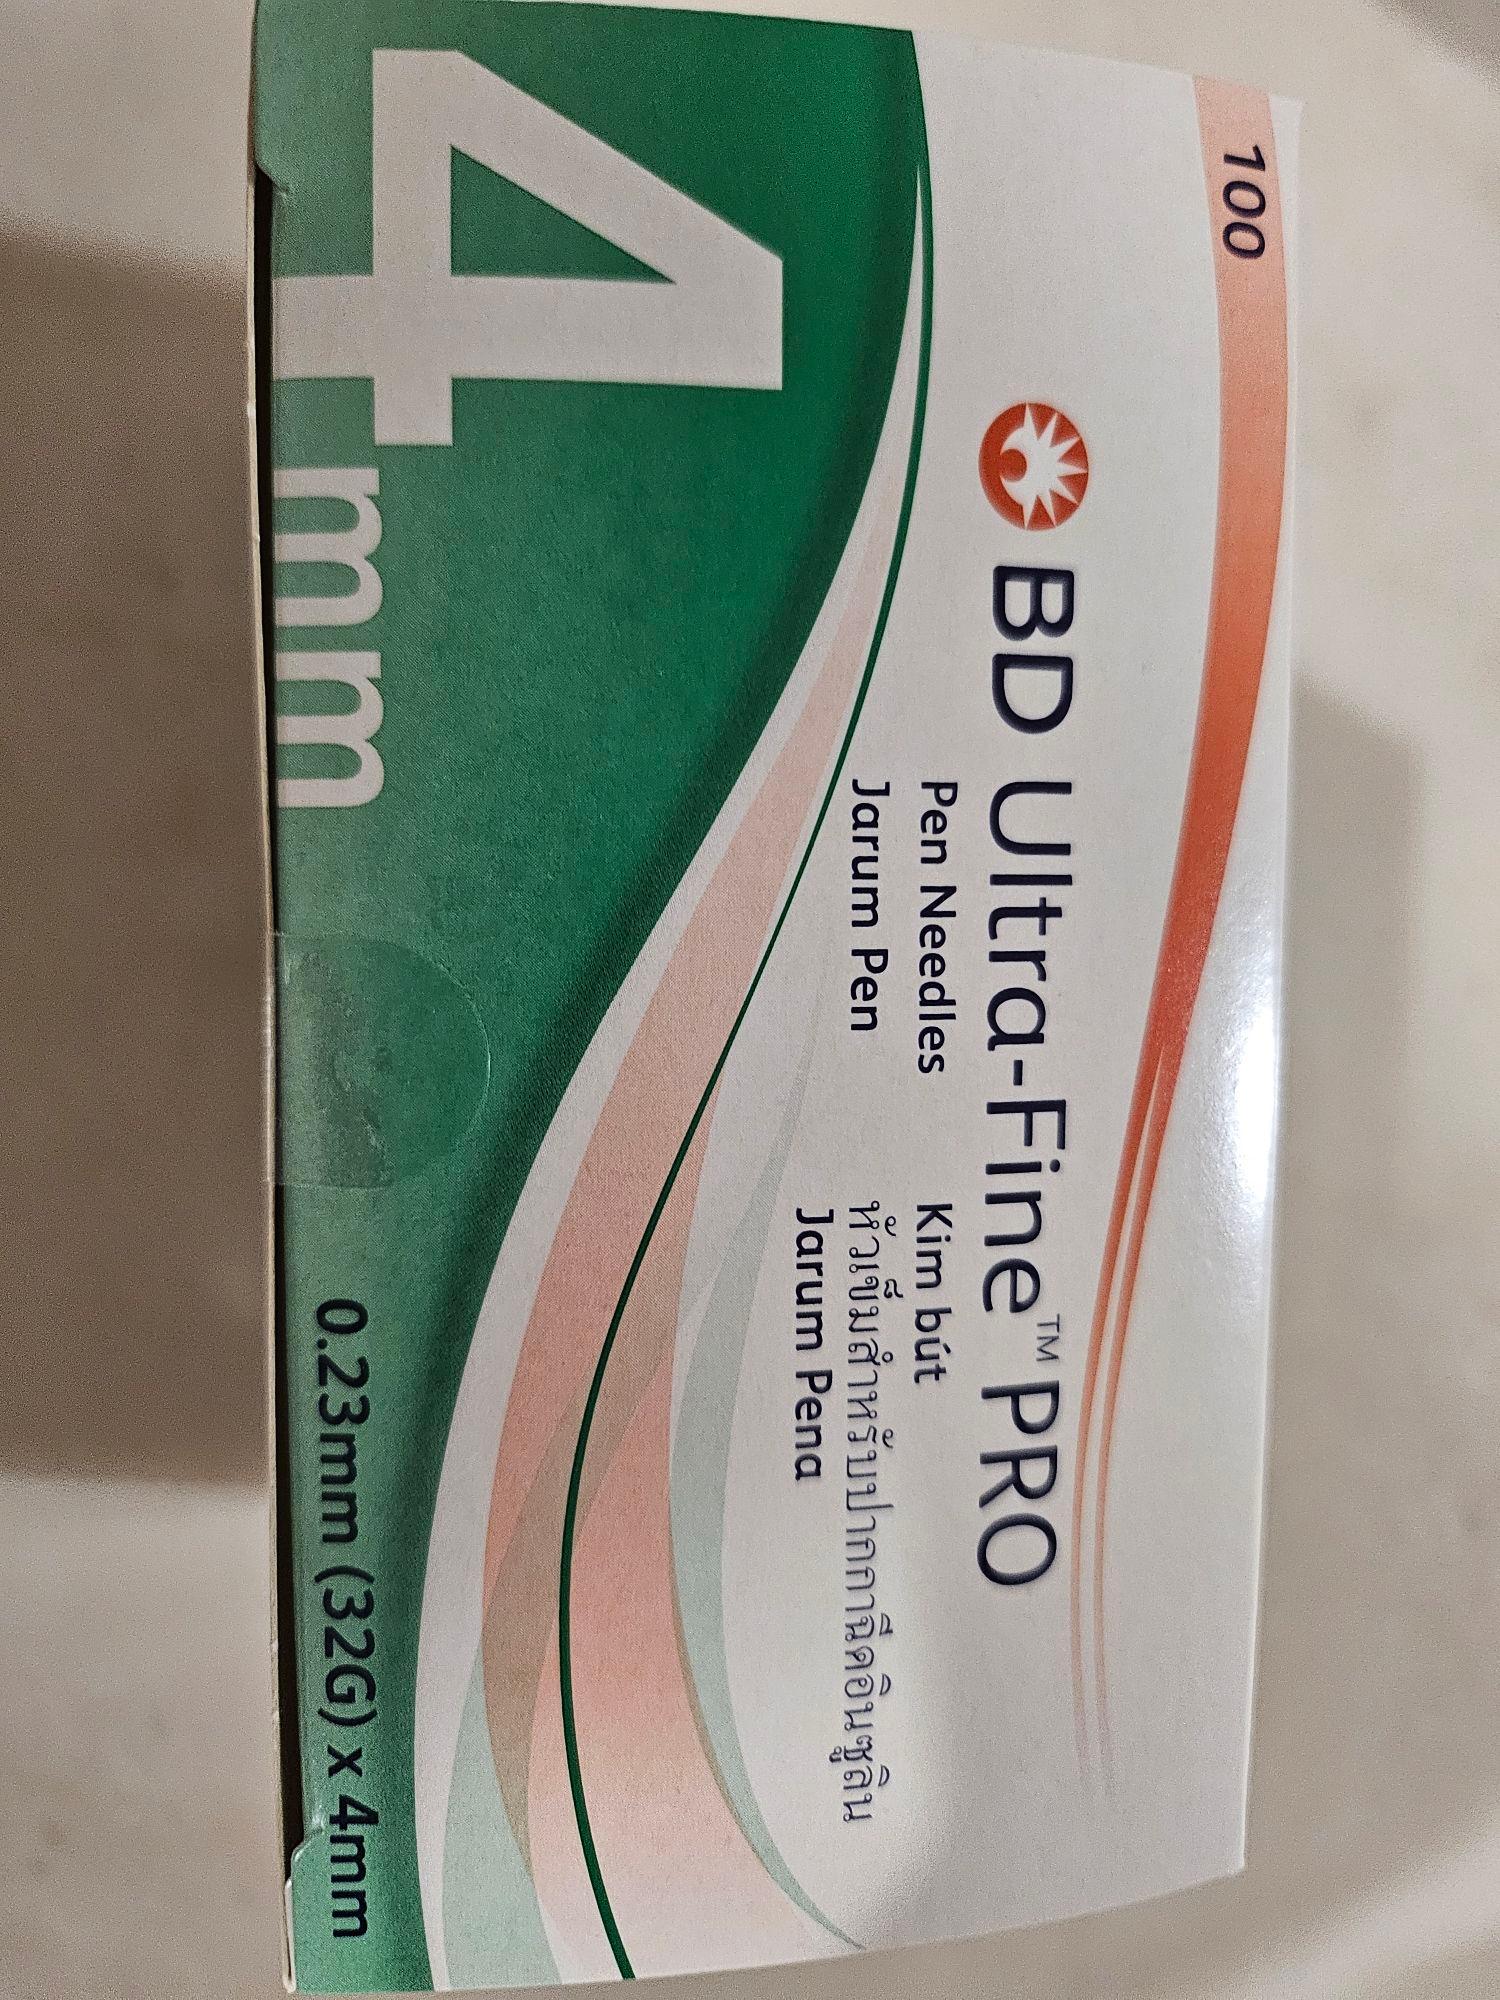 100
BD Ultra-Fine™ PRO
Pen Needles
Jarum Pen
Kim bút
หัวเข็มสำหรับปากกาฉีดอินซูลิน
Jarum Pena
4mm
0.23mm (32G) x 4mm